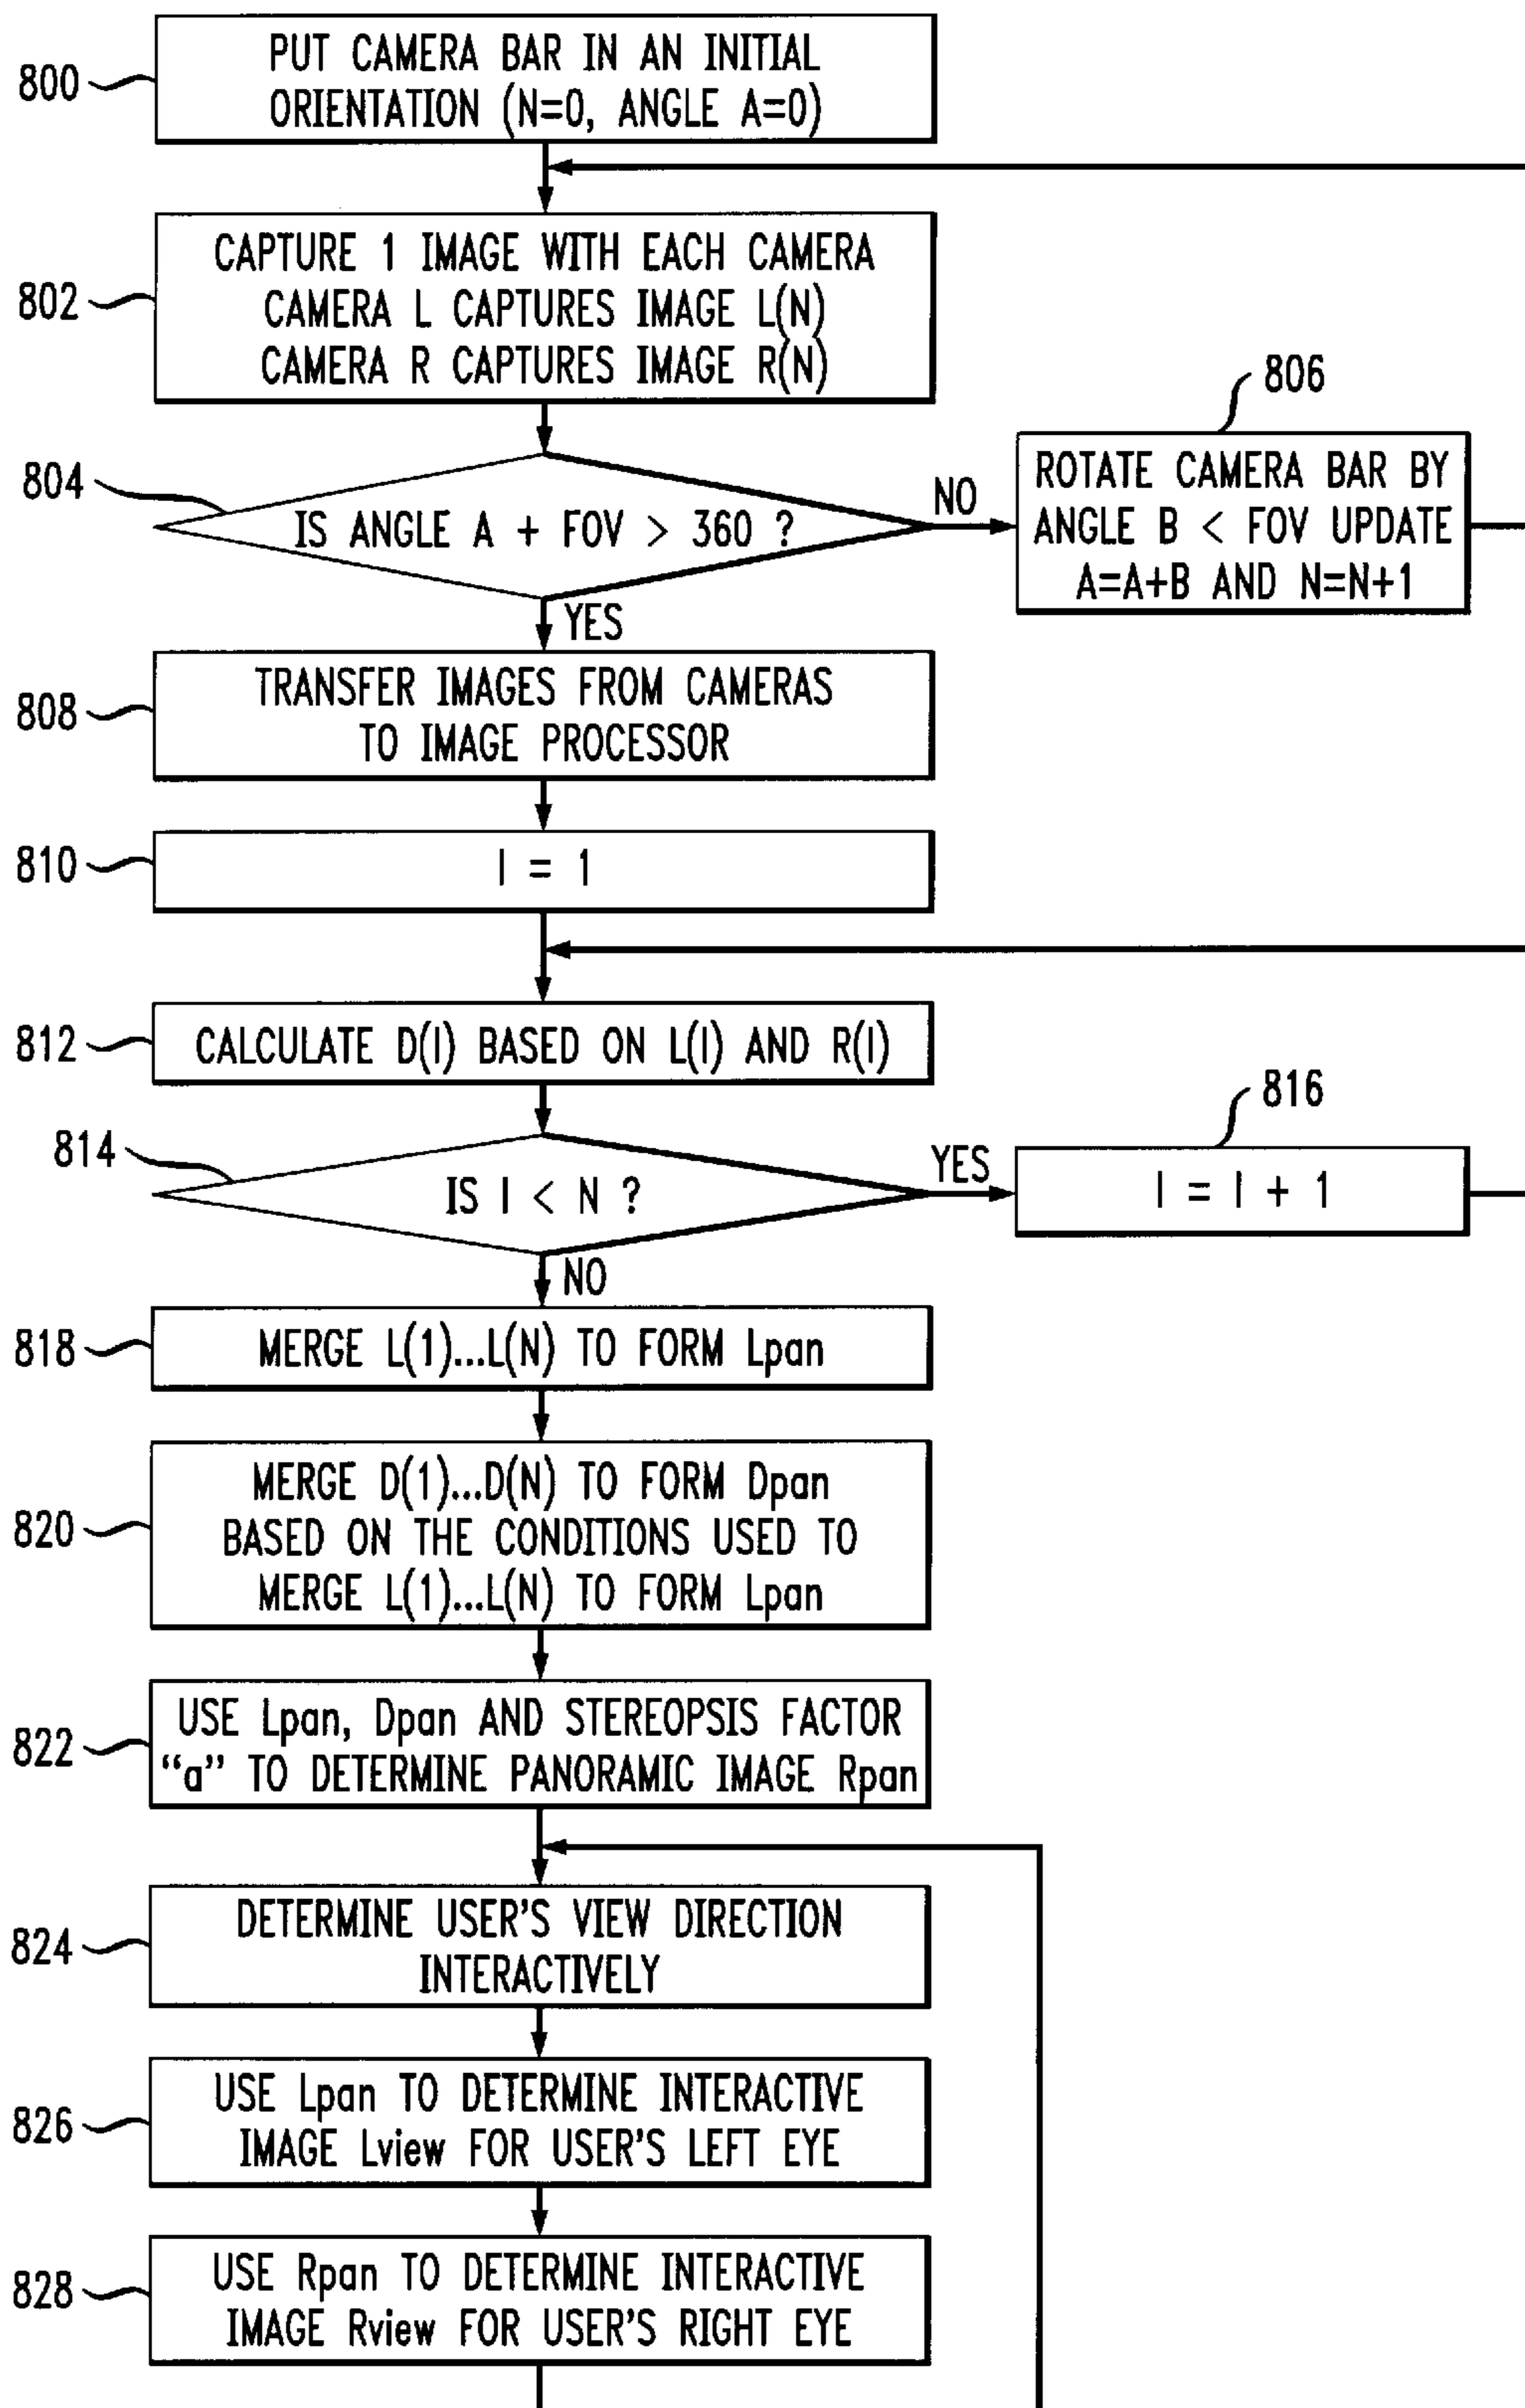 800
PUT CAMERA BAR IN AN INITIAL
ORIENTATION (N=0, ANGLE A=0)
802
CAPTURE 1 IMAGE WITH EACH CAMERA
CAMERA L CAPTURES IMAGE L(N)
CAMERA R CAPTURES IMAGE R(N)
804
IS ANGLE A + FOV > 360 ?
NO
806
ROTATE CAMERA BAR BY
ANGLE B < FOV UPDATE
A=A+B AND N=N+1
YES
808
TRANSFER IMAGES FROM CAMERAS
TO IMAGE PROCESSOR
810
I = 1
812
CALCULATE D(I) BASED ON L(I) AND R(I)
814
IS I < N ?
YES
816
I = I + 1
NO
818
MERGE L(1)...L(N) TO FORM Lpan
820
MERGE D(1)...D(N) TO FORM Dpan
BASED ON THE CONDITIONS USED TO
MERGE L(1)...L(N) TO FORM Lpan
822
USE Lpan, Dpan AND STEREOPSIS FACTOR
“a” TO DETERMINE PANORAMIC IMAGE Rpan
824
DETERMINE USER'S VIEW DIRECTION
INTERACTIVELY
826
USE Lpan TO DETERMINE INTERACTIVE
IMAGE Lview FOR USER'S LEFT EYE
828
USE Rpan TO DETERMINE INTERACTIVE
IMAGE Rview FOR USER'S RIGHT EYE